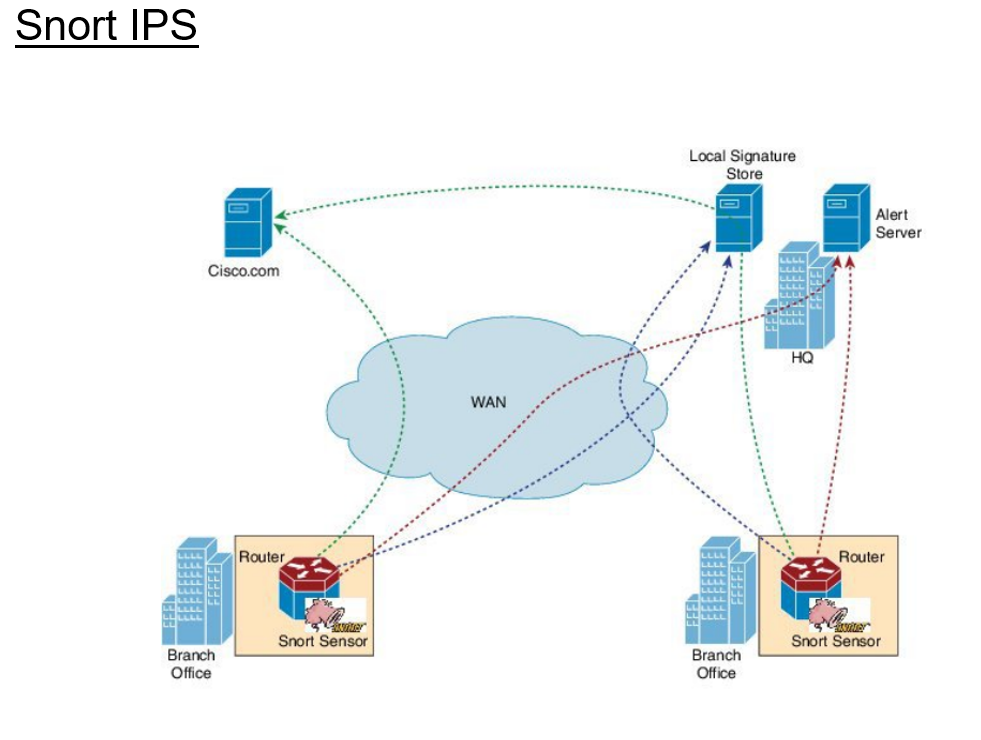 Snort IPS
Local Signature
Store
Alert
Server
Cisco.com
HQ
WAN
Router
Snort Sensor
Branch
Office
Router
Snort Sensor
Branch
Office